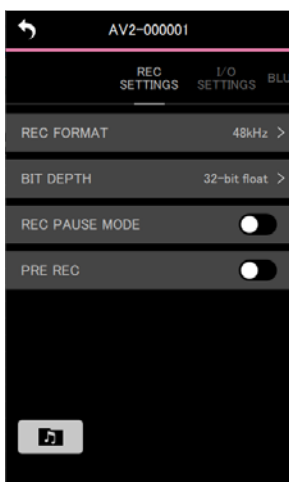 AV2-000001
REC
SETTINGS
I/O
SETTINGS
BLU
REC FORMAT
48kHz >
BIT DEPTH
32-bit float >
REC PAUSE MODE
PRE REC